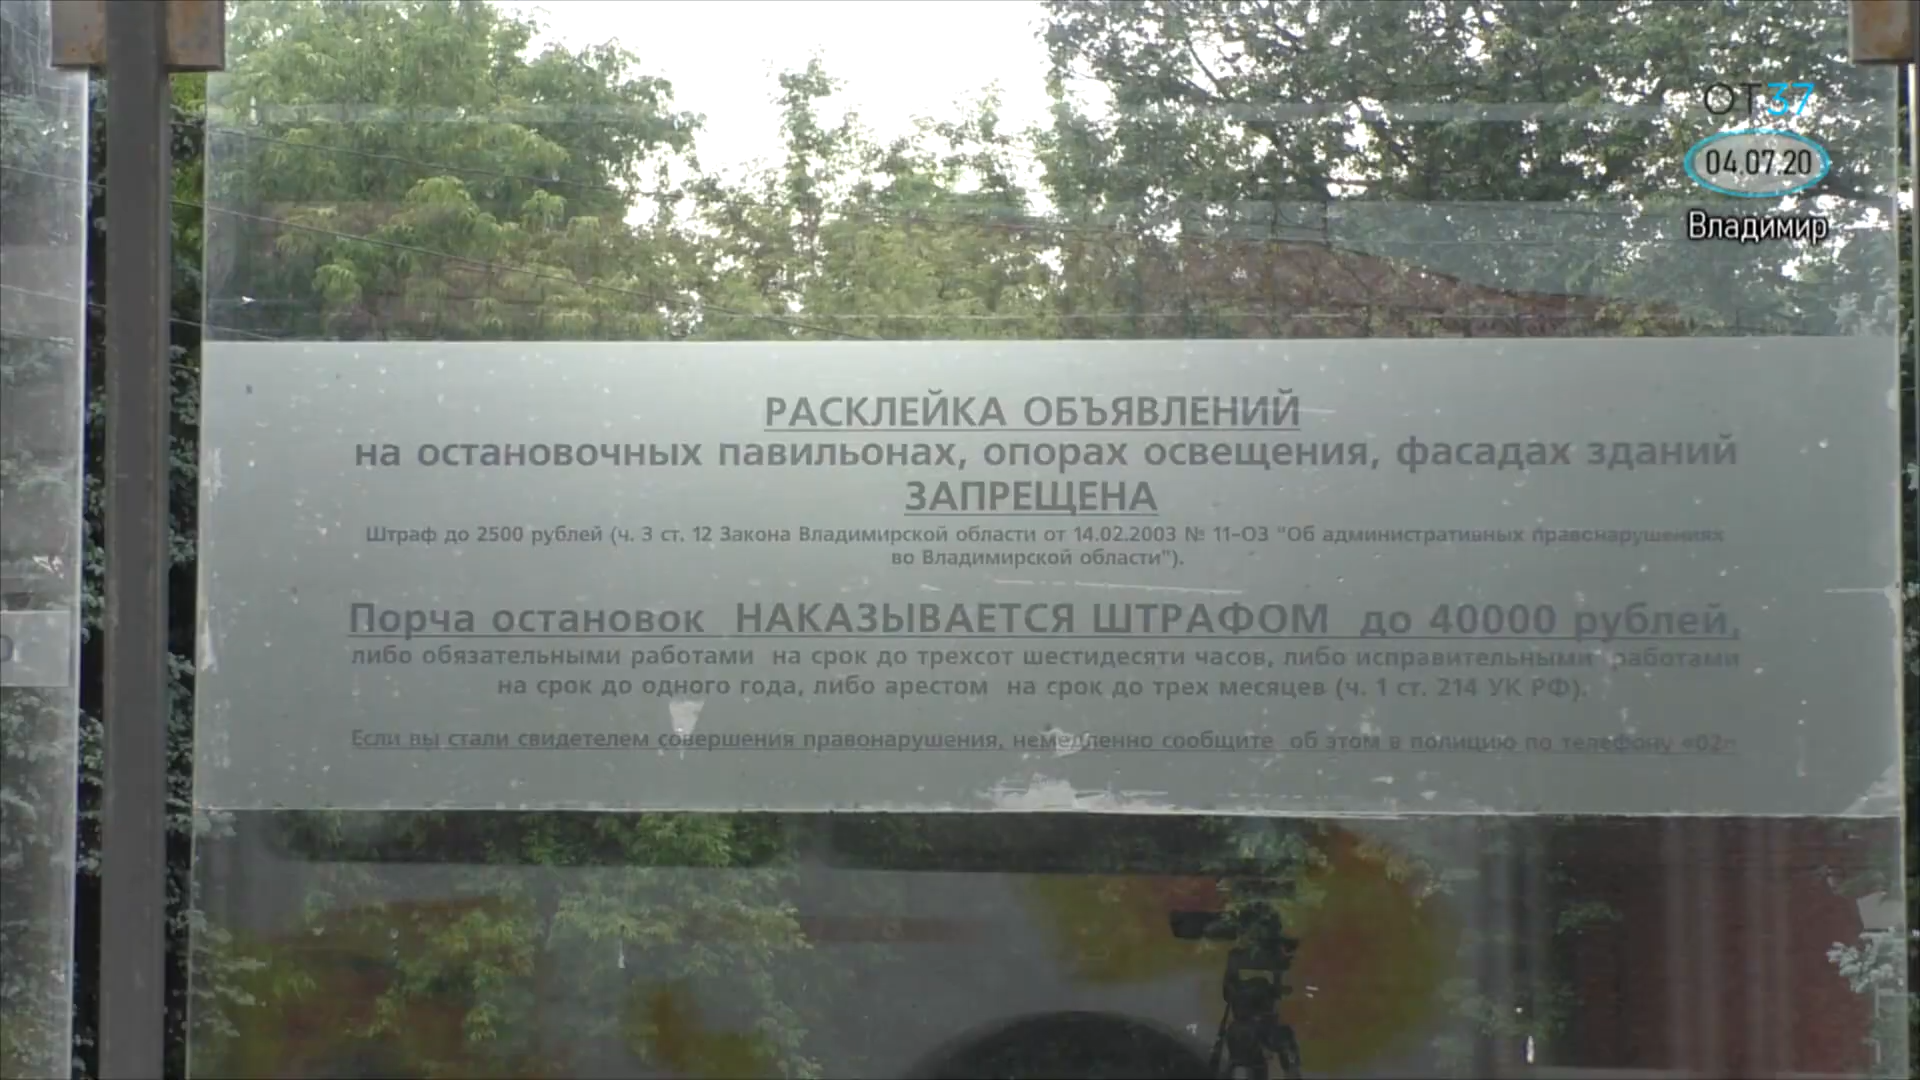 ОТ37
04.07.20
Владимир
РАСКЛЕЙКА ОБЪЯВЛЕНИЙ
на остановочных павильонах, опорах освещения, фасадах зданий
ЗАПРЕЩЕНА
Штраф до 2500 рублей (ч. 3 ст. 12 Закона Владимирской области от 14.02.2003 № 11-ОЗ "Об административных правонарушениях
во Владимирской области").
Порча остановок НАКАЗЫВАЕТСЯ ШТРАФОМ до 40000 рублей,
либо обязательными работами на срок до трехсот шестидесяти часов, либо исправительными работами
на срок до одного года, либо арестом на срок до трех месяцев (ч. 1 ст. 214 УК РФ).
Если вы стали свидетелем совершения правонарушения, немедленно сообщите об этом в полицию по телефону «02»